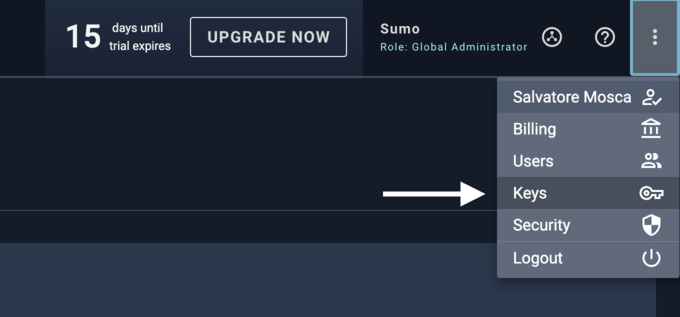 15
days until
trial expires
UPGRADE NOW
Sumo
Role: Global Administrator
Salvatore Mosca
Billing
Users
Keys
Security
Logout